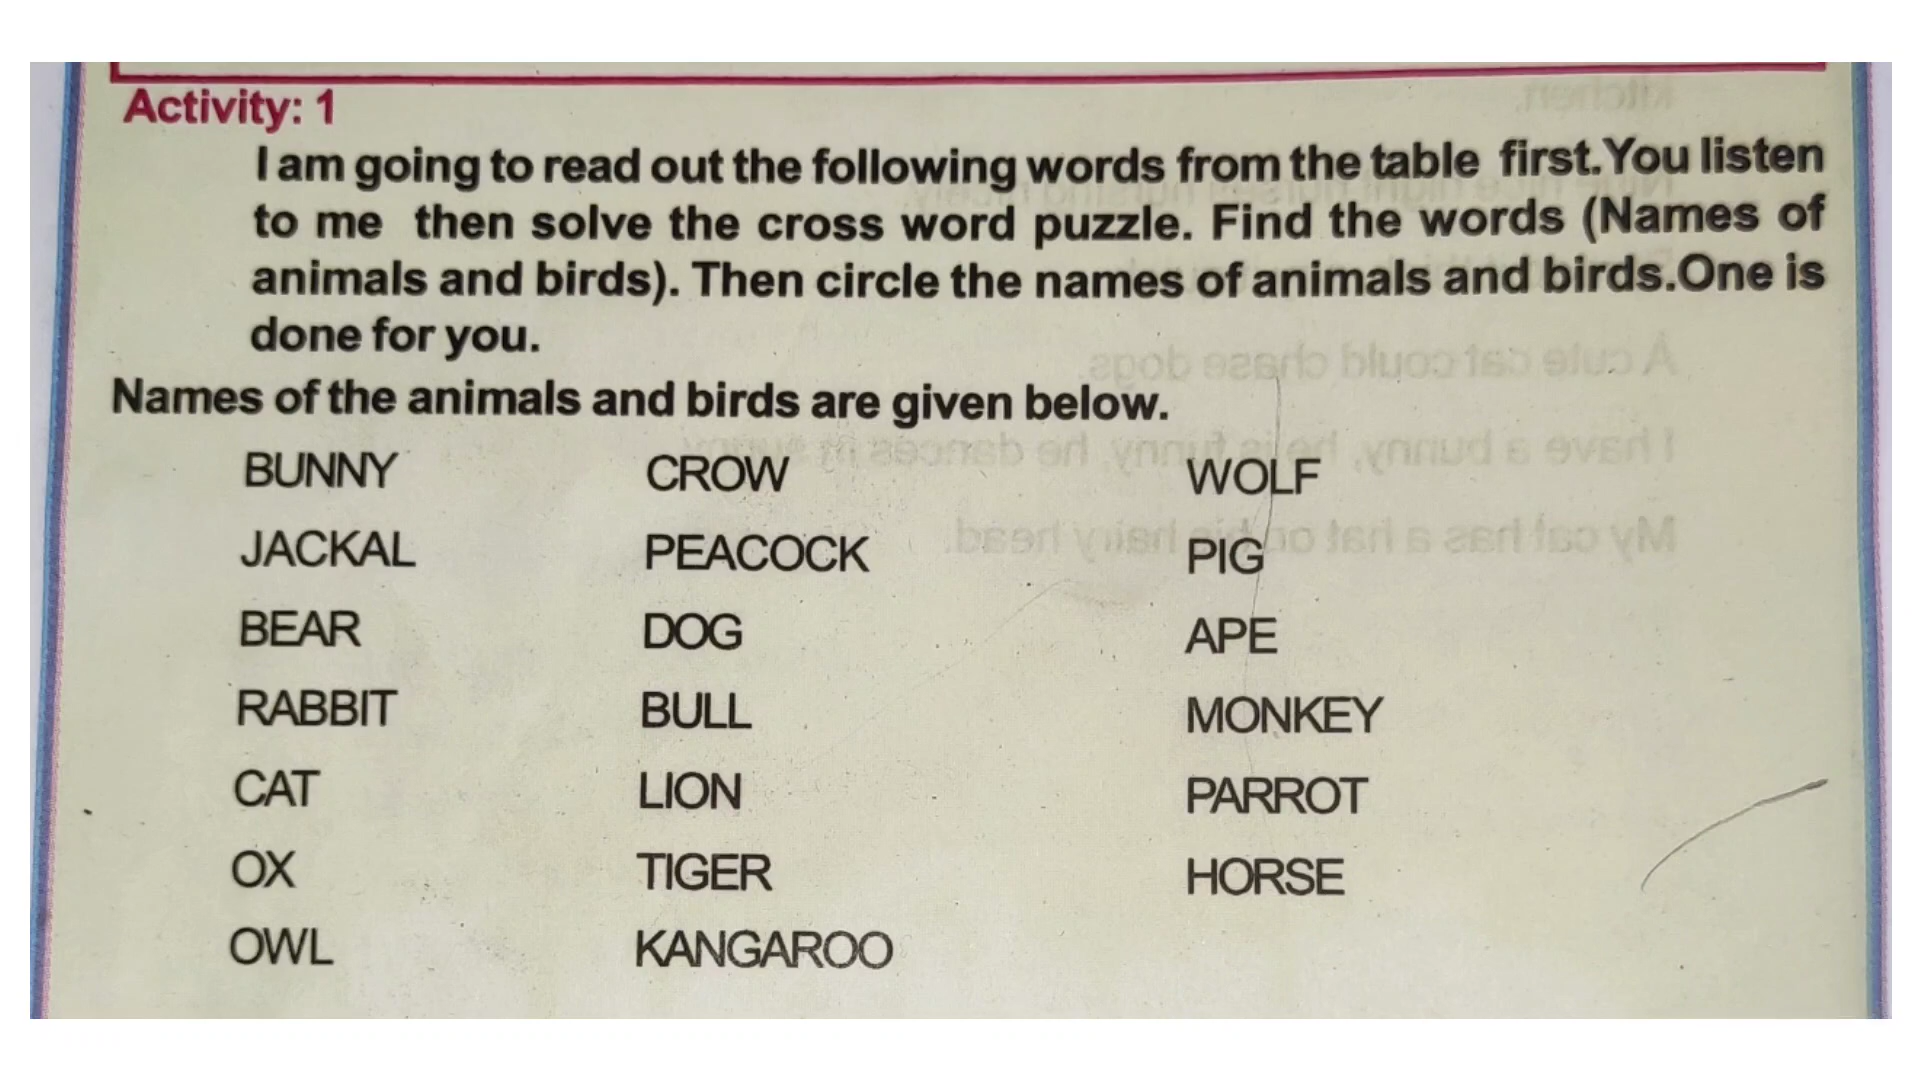 Activity: 1
I am going to read out the following words from the table first.You listen
to me then solve the cross word puzzle. Find the words (Names of
animals and birds). Then circle the names of animals and birds.One is
done for you.
Names of the animals and birds are given below.
BUNNY CROW WOLF
JACKAL PEACOCK PIG
BEAR DOG APE
RABBIT BULL MONKEY
CAT LION PARROT
OX TIGER HORSE
OWL KANGAROO